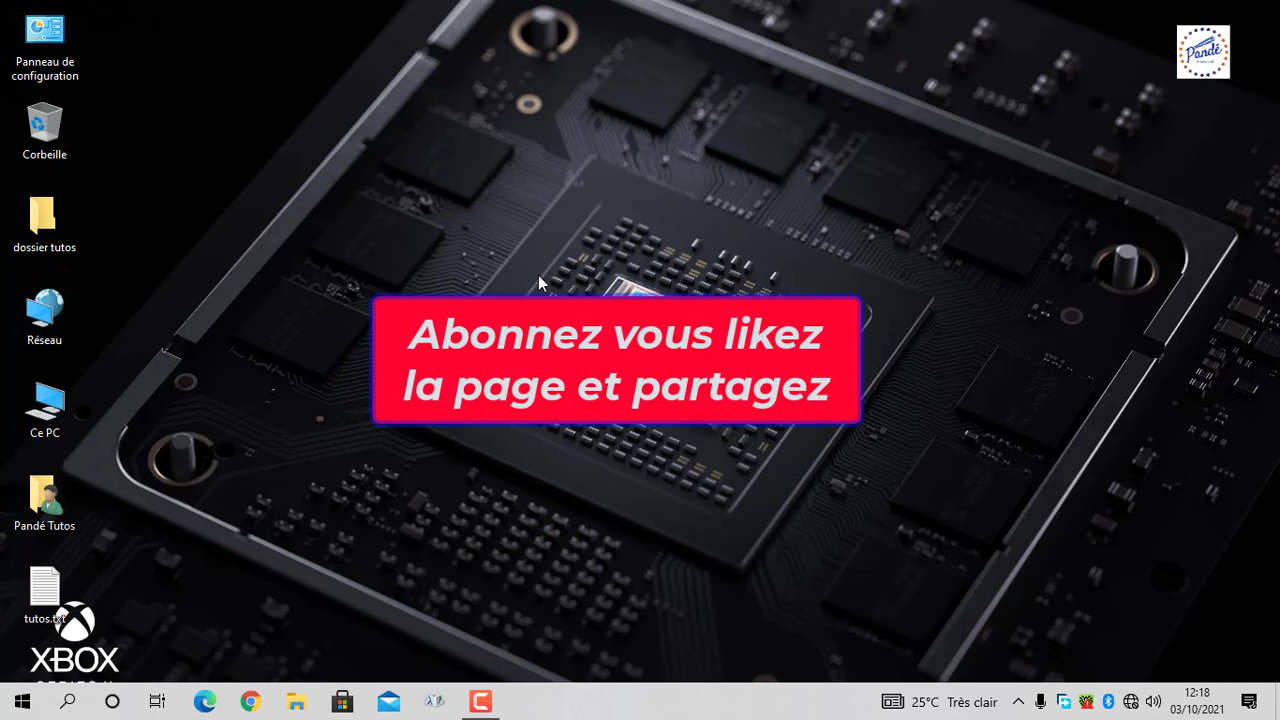 Panneau de
configuration
Corbeille
dossier tutos
Réseau
Ce PC
Pandé Tutos
tutos.txt
XBOX
Pandé
Abonnez vous likez
la page et partagez
25°C Très clair
2:18
03/10/2021